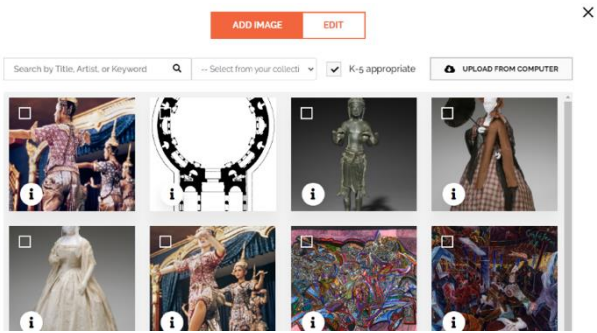 ADD IMAGE
EDIT
Search by Title, Artist, or Keyword
-- Select from your collecti
K-5 appropriate
UPLOAD FROM COMPUTER
i
i
i
i
i
i
i
i